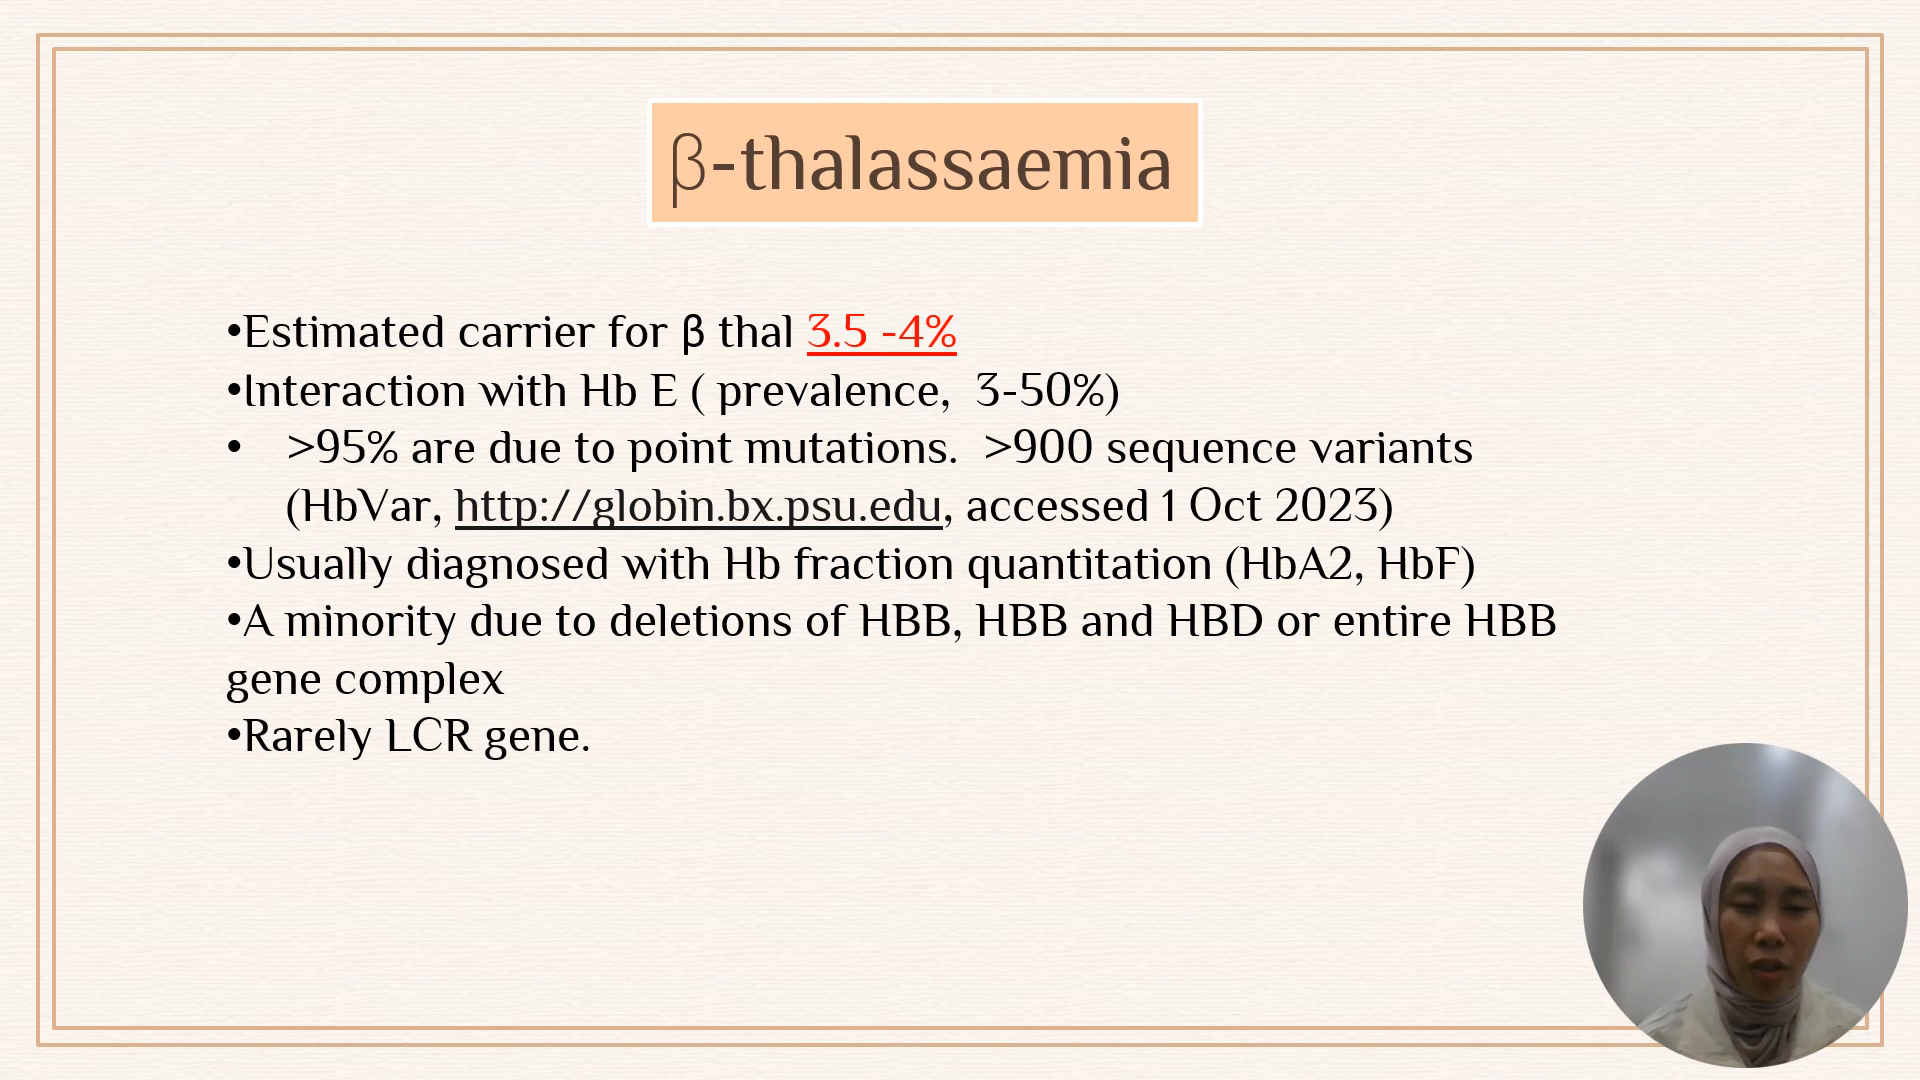 β-thalassaemia
•Estimated carrier for β thal 3.5 -4%
•Interaction with Hb E ( prevalence,  3-50%)
•   >95% are due to point mutations.  >900 sequence variants
(HbVar, http://globin.bx.psu.edu, accessed 1 Oct 2023)
•Usually diagnosed with Hb fraction quantitation (HbA2, HbF)
•A minority due to deletions of HBB, HBB and HBD or entire HBB
gene complex
•Rarely LCR gene.